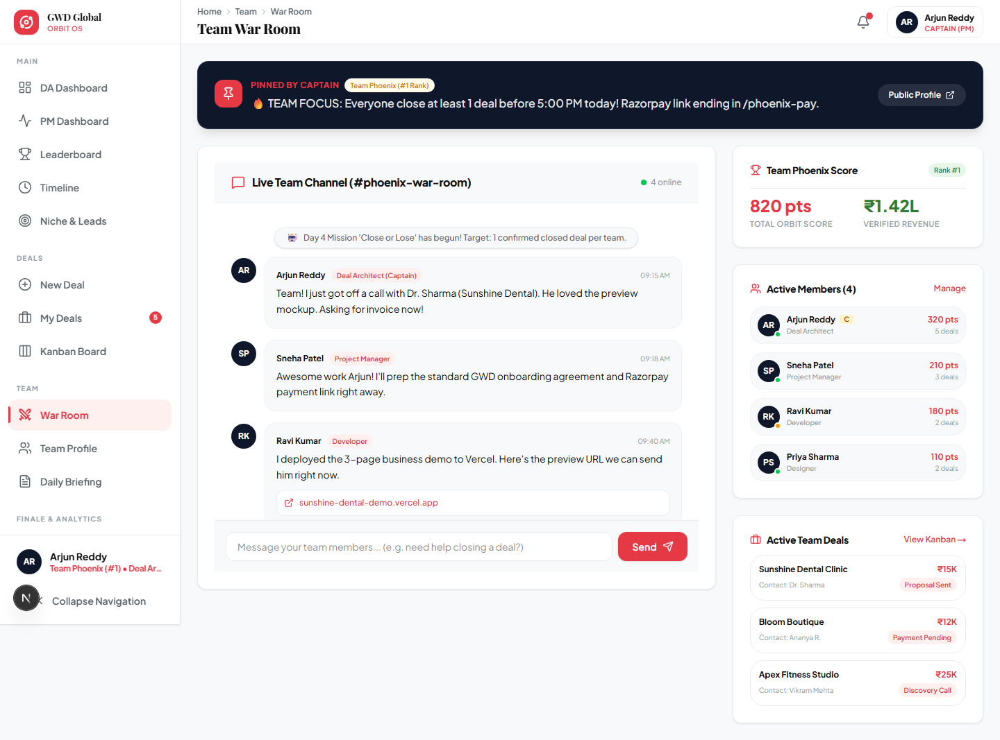 GWD Global
ORBIT OS
MAIN
DA Dashboard
PM Dashboard
Leaderboard
Timeline
Niche & Leads
DEALS
New Deal
My Deals 5
Kanban Board
TEAM
War Room
Team Profile
Daily Briefing
FINALE & ANALYTICS
AR
Arjun Reddy
Team Phoenix (#1) • Deal Ar...
N
Collapse Navigation
Home > Team > War Room
Team War Room
AR
Arjun Reddy
CAPTAIN (PM)
PINNED BY CAPTAIN Team Phoenix (#1 Rank)
🔥 TEAM FOCUS: Everyone close at least 1 deal before 5:00 PM today! Razorpay link ending in /phoenix-pay.
Public Profile
Live Team Channel (#phoenix-war-room)
4 online
Day 4 Mission 'Close or Lose' has begun! Target: 1 confirmed closed deal per team.
AR
Arjun Reddy Deal Architect (Captain) 09:15 AM
Team! I just got off a call with Dr. Sharma (Sunshine Dental). He loved the preview
mockup. Asking for invoice now!
SP
Sneha Patel Project Manager 09:18 AM
Awesome work Arjun! I'll prep the standard GWD onboarding agreement and Razorpay
payment link right away.
RK
Ravi Kumar Developer 09:40 AM
I deployed the 3-page business demo to Vercel. Here's the preview URL we can send
him right now.
sunshine-dental-demo.vercel.app
Message your team members... (e.g. need help closing a deal?)
Send
Team Phoenix Score Rank #1
820 pts ₹1.42L
TOTAL ORBIT SCORE VERIFIED REVENUE
Active Members (4) Manage
AR
Arjun Reddy C 320 pts
Deal Architect 5 deals
SP
Sneha Patel 210 pts
Project Manager 3 deals
RK
Ravi Kumar 180 pts
Developer 2 deals
PS
Priya Sharma 110 pts
Designer 2 deals
Active Team Deals View Kanban →
Sunshine Dental Clinic ₹15K
Contact: Dr. Sharma Proposal Sent
Bloom Boutique ₹12K
Contact: Ananya R. Payment Pending
Apex Fitness Studio ₹25K
Contact: Vikram Mehta Discovery Call